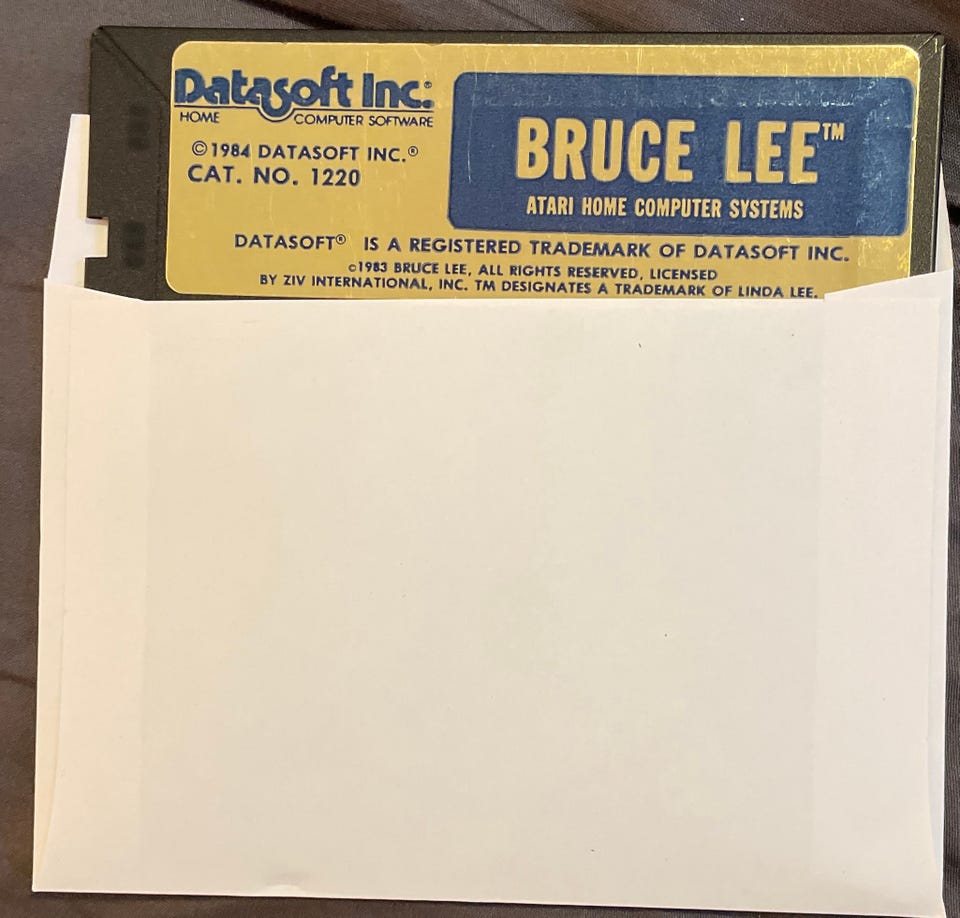 Datasoft Inc.®
HOME COMPUTER SOFTWARE
©1984 DATASOFT INC.®
CAT. NO. 1220
BRUCE LEE™
ATARI HOME COMPUTER SYSTEMS
DATASOFT® IS A REGISTERED TRADEMARK OF DATASOFT INC.
©1983 BRUCE LEE, ALL RIGHTS RESERVED, LICENSED
BY ZIV INTERNATIONAL, INC. TM DESIGNATES A TRADEMARK OF LINDA LEE.